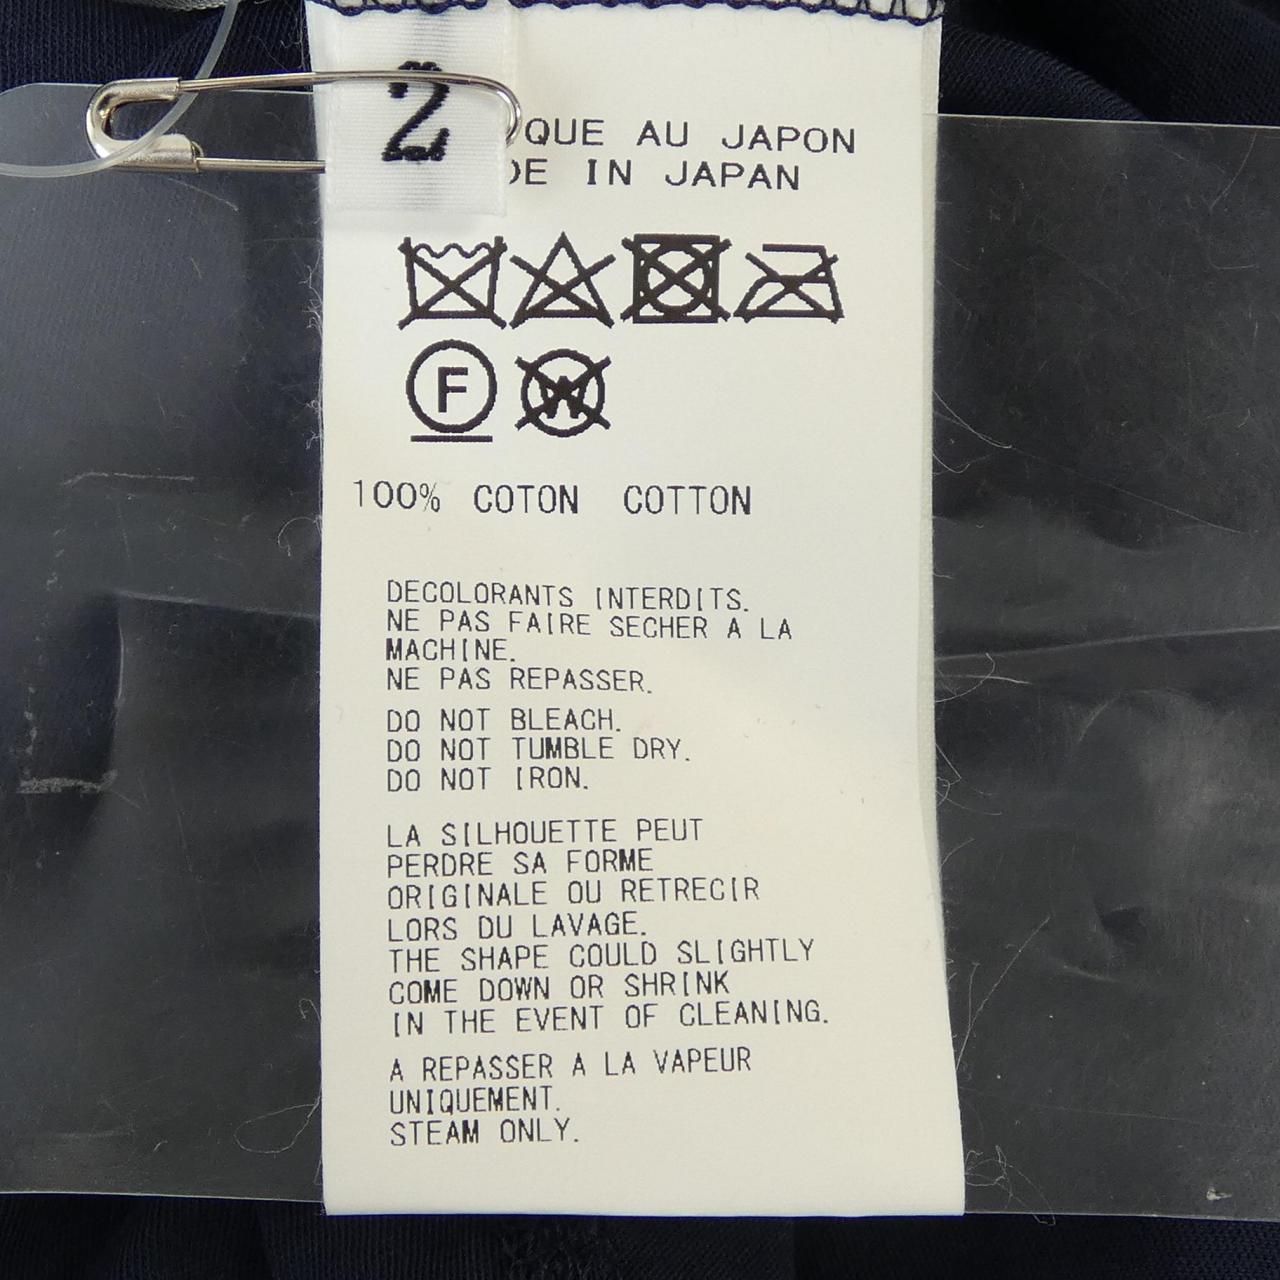 2
QUE AU JAPON
DE IN JAPAN
F
W
100% COTON COTTON
DECOLORANTS INTERDITS.
NE PAS FAIRE SECHER A LA
MACHINE.
NE PAS REPASSER.
DO NOT BLEACH.
DO NOT TUMBLE DRY.
DO NOT IRON.
LA SILHOUETTE PEUT
PERDRE SA FORME
ORIGINALE OU RETRECIR
LORS DU LAVAGE.
THE SHAPE COULD SLIGHTLY
COME DOWN OR SHRINK
IN THE EVENT OF CLEANING.
A REPASSER A LA VAPEUR
UNIQUEMENT.
STEAM ONLY.